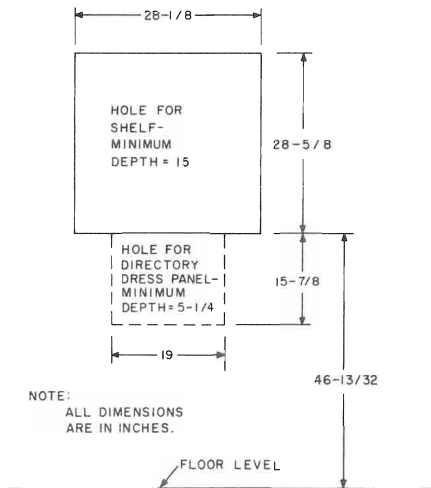 28-1/8
HOLE FOR
SHELF-
MINIMUM
DEPTH = 15
28-5/8
HOLE FOR
DIRECTORY
DRESS PANEL-
MINIMUM
DEPTH=5-1/4
15-7/8
19
46-13/32
NOTE:
ALL DIMENSIONS
ARE IN INCHES.
FLOOR LEVEL